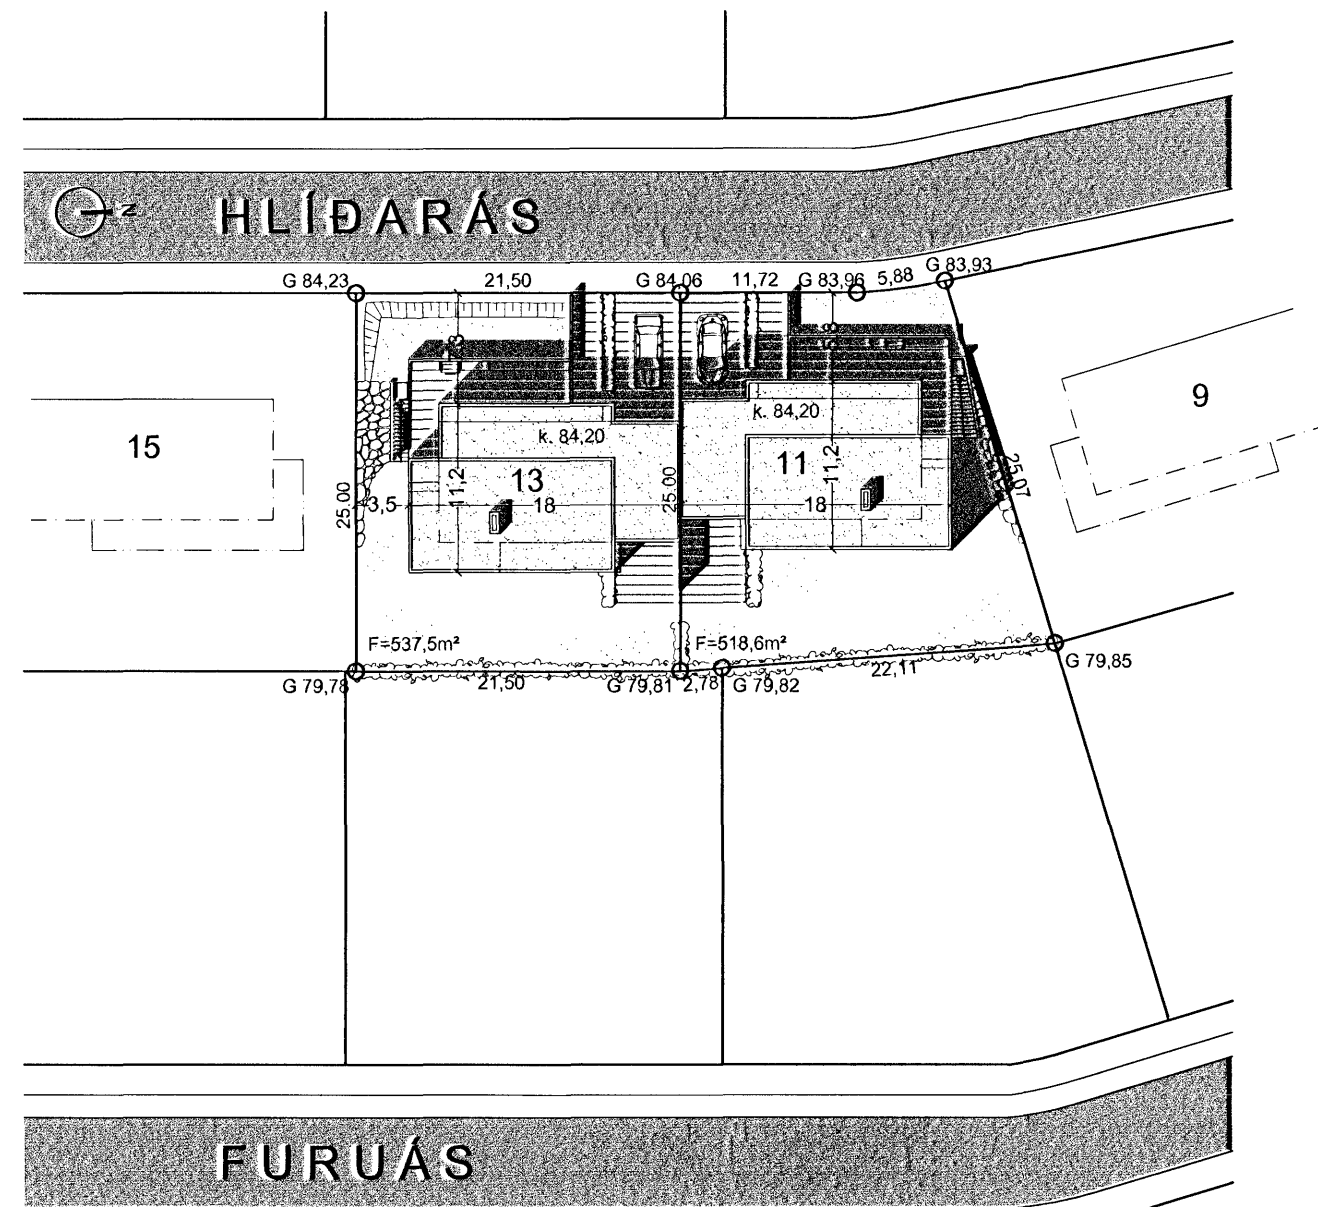 N
HLÍÐARÁS
G 84,23
21,50
G 84,06
11,72
G 83,96
5,88
G 83,93
9
15
k. 84,20
k. 84,20
13
11
11,2
11,2
25.00
3,5
18
25.00
18
25,07
F=537,5m²
F=518,6m²
G 79,78
21,50
G 79,81
2,78
G 79,82
22,11
G 79,85
FURUÁS